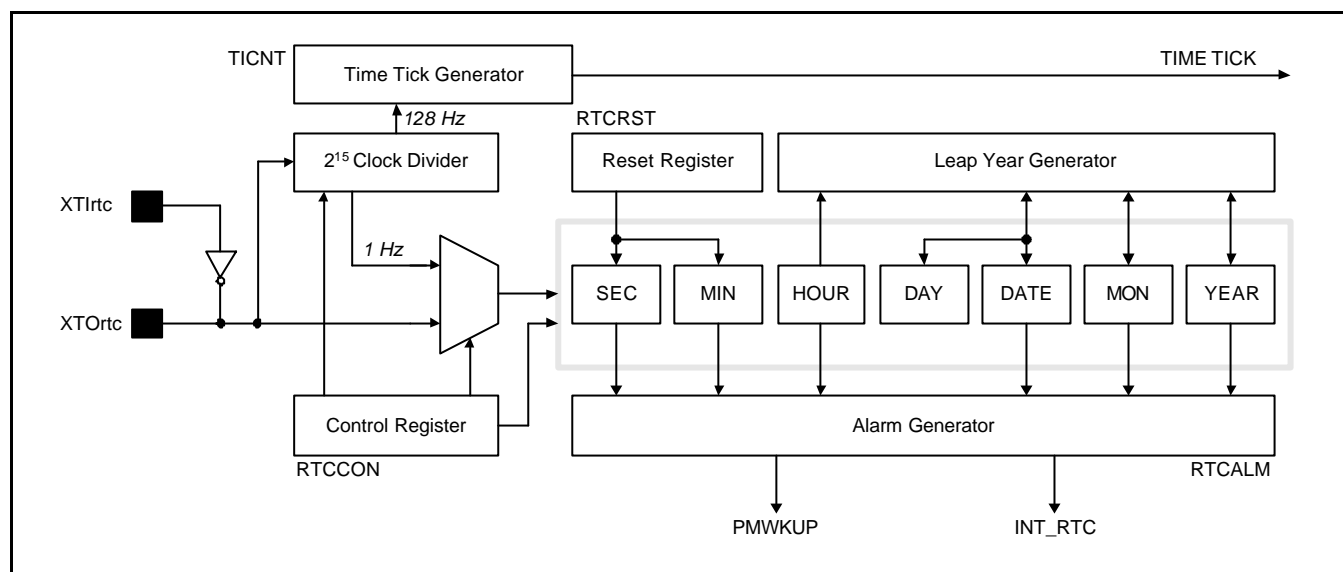 TICNT
Time Tick Generator
TIME TICK
128 Hz
RTCRST
2¹⁵ Clock Divider
Reset Register
Leap Year Generator
XTIrtc
1 Hz
SEC
MIN
HOUR
DAY
DATE
MON
YEAR
XTOrtc
Control Register
Alarm Generator
RTCCON
RTCALM
PMWKUP
INT_RTC